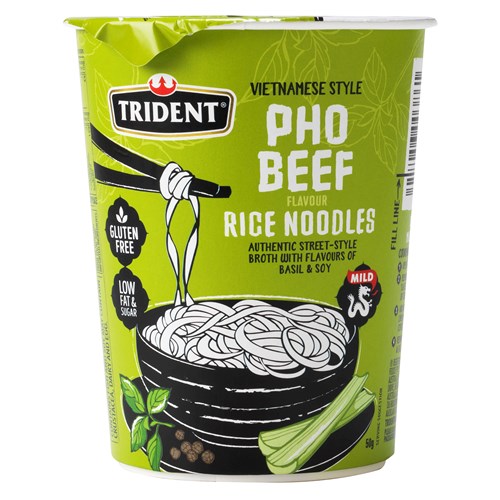 TRIDENT®
VIETNAMESE STYLE
PHO
BEEF
FLAVOUR
RICE NOODLES
AUTHENTIC STREET-STYLE
BROTH WITH FLAVOURS OF
BASIL & SOY
GLUTEN
FREE
LOW
FAT &
SUGAR
MILD
FILL LINE
50g